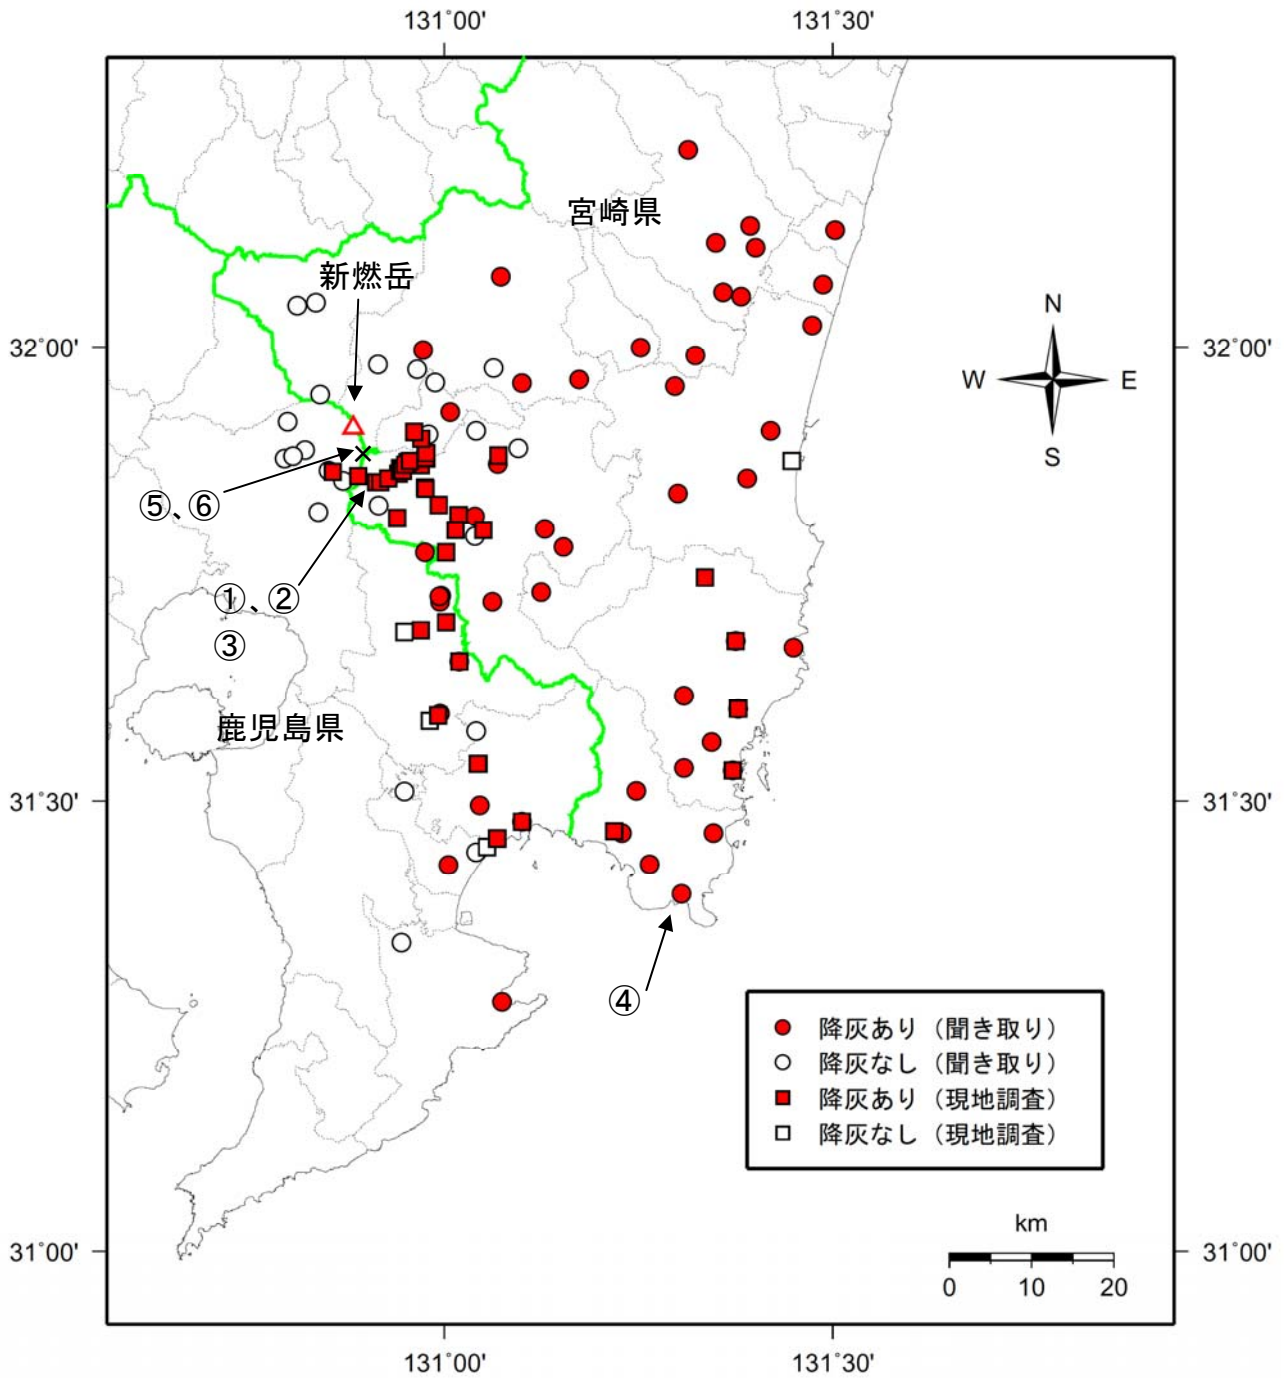 131°00'
131°30'
宮崎県
新燃岳
N
32°00'
32°00'
W
E
S
⑤、⑥
①、②
③
鹿児島県
31°30'
31°30'
④
降灰あり（聞き取り）
降灰なし（聞き取り）
降灰あり（現地調査）
降灰なし（現地調査）
km
31°00'
31°00'
0 10 20
131°00'
131°30'